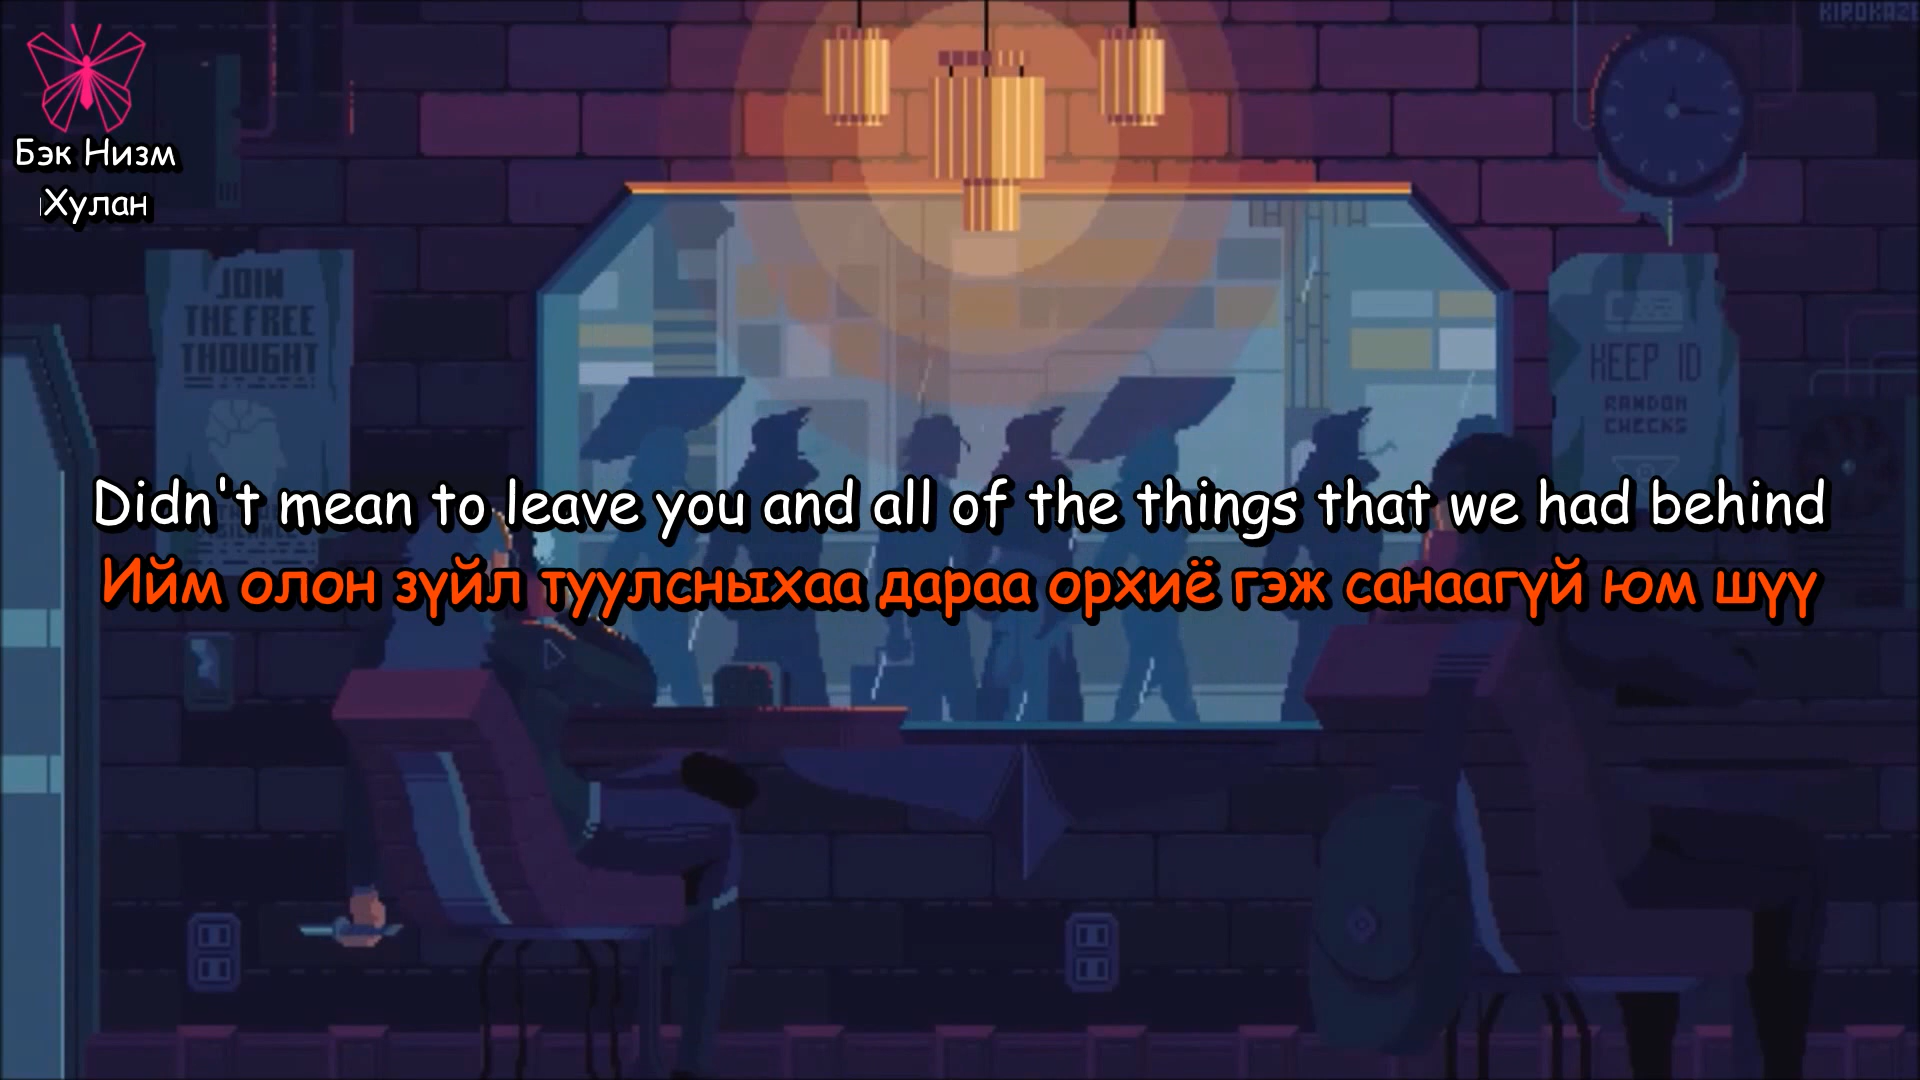 KIROKAZE
Бэк Низм
Хулан
JOIN
THE FREE
THOUGHT
KEEP ID
RANDOM
CHECKS
Didn't mean to leave you and all of the things that we had behind
Ийм олон зүйл туулсныхаа дараа орхиё гэж санаагүй юм шүү